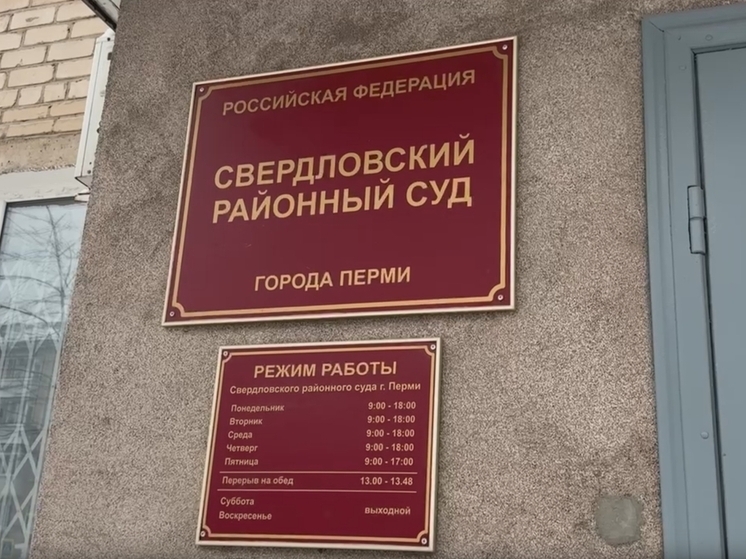 РОССИЙСКАЯ ФЕДЕРАЦИЯ
СВЕРДЛОВСКИЙ
РАЙОННЫЙ СУД
ГОРОДА ПЕРМИ
РЕЖИМ РАБОТЫ
Свердловского районного суда г. Перми
Понедельник 9:00 - 18:00
Вторник 9:00 - 18:00
Среда 9:00 - 18:00
Четверг 9:00 - 18:00
Пятница 9:00 - 17:00
Перерыв на обед 13.00 - 13.48
Суббота
Воскресенье выходной